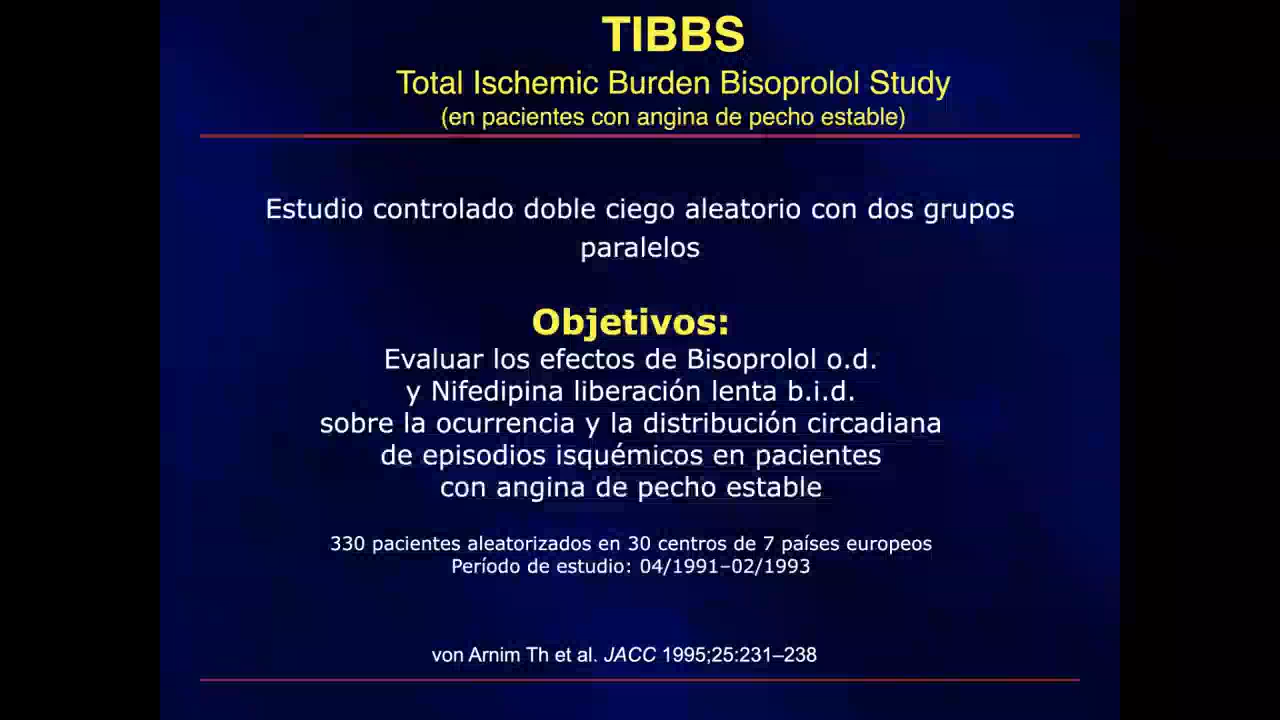 TIBBS
Total Ischemic Burden Bisoprolol Study
(en pacientes con angina de pecho estable)
Estudio controlado doble ciego aleatorio con dos grupos
paralelos
Objetivos:
Evaluar los efectos de Bisoprolol o.d.
y Nifedipina liberación lenta b.i.d.
sobre la ocurrencia y la distribución circadiana
de episodios isquémicos en pacientes
con angina de pecho estable
330 pacientes aleatorizados en 30 centros de 7 países europeos
Período de estudio: 04/1991–02/1993
von Arnim Th et al. JACC 1995;25:231–238